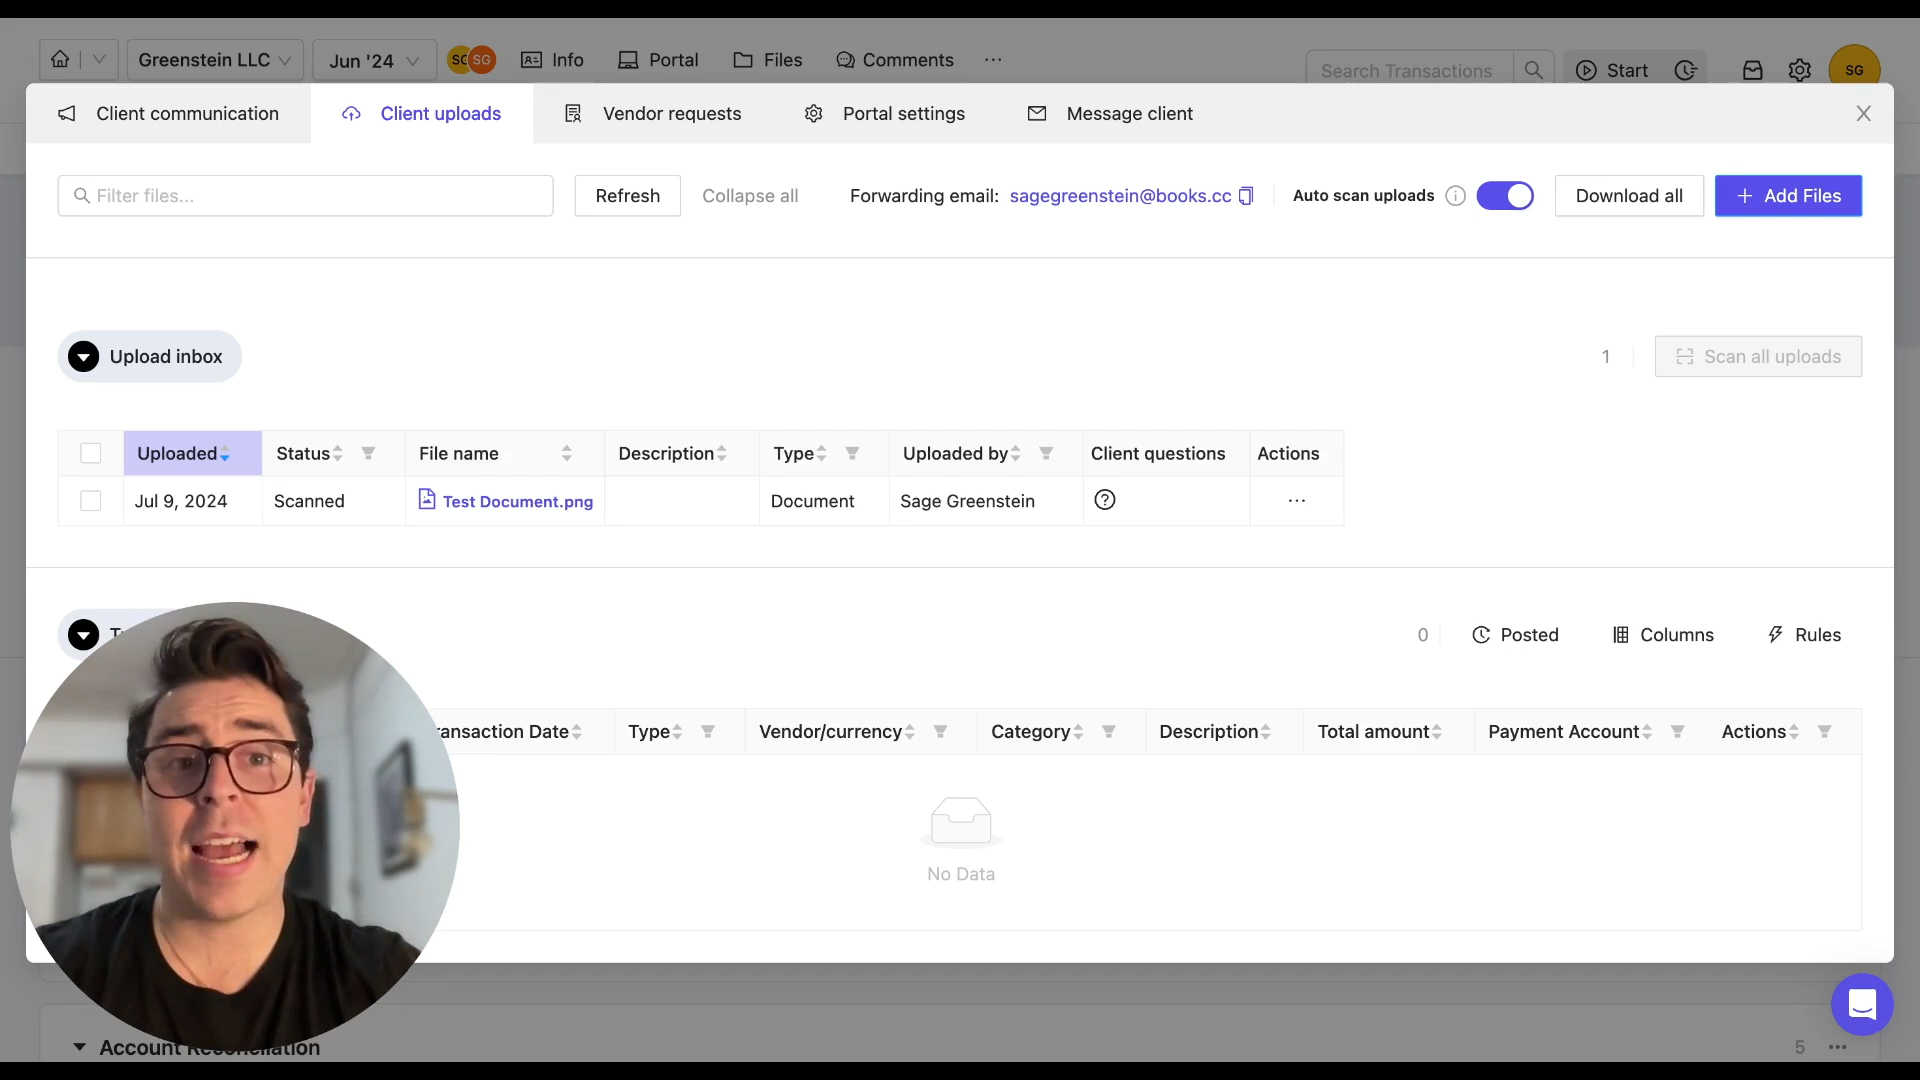 Greenstein LLC
Jun '24
SG
SG
Info
Portal
Files
Comments
Search Transactions
Start
SG
Client communication
Client uploads
Vendor requests
Portal settings
Message client
Filter files...
Refresh
Collapse all
Forwarding email: sagegreenstein@books.cc
Auto scan uploads
Download all
Add Files
Upload inbox
1
Scan all uploads
Uploaded
Status
File name
Description
Type
Uploaded by
Client questions
Actions
Jul 9, 2024
Scanned
Test Document.png
Document
Sage Greenstein
0
Posted
Columns
Rules
ransaction Date
Type
Vendor/currency
Category
Description
Total amount
Payment Account
Actions
No Data
Account Reconciliation
5